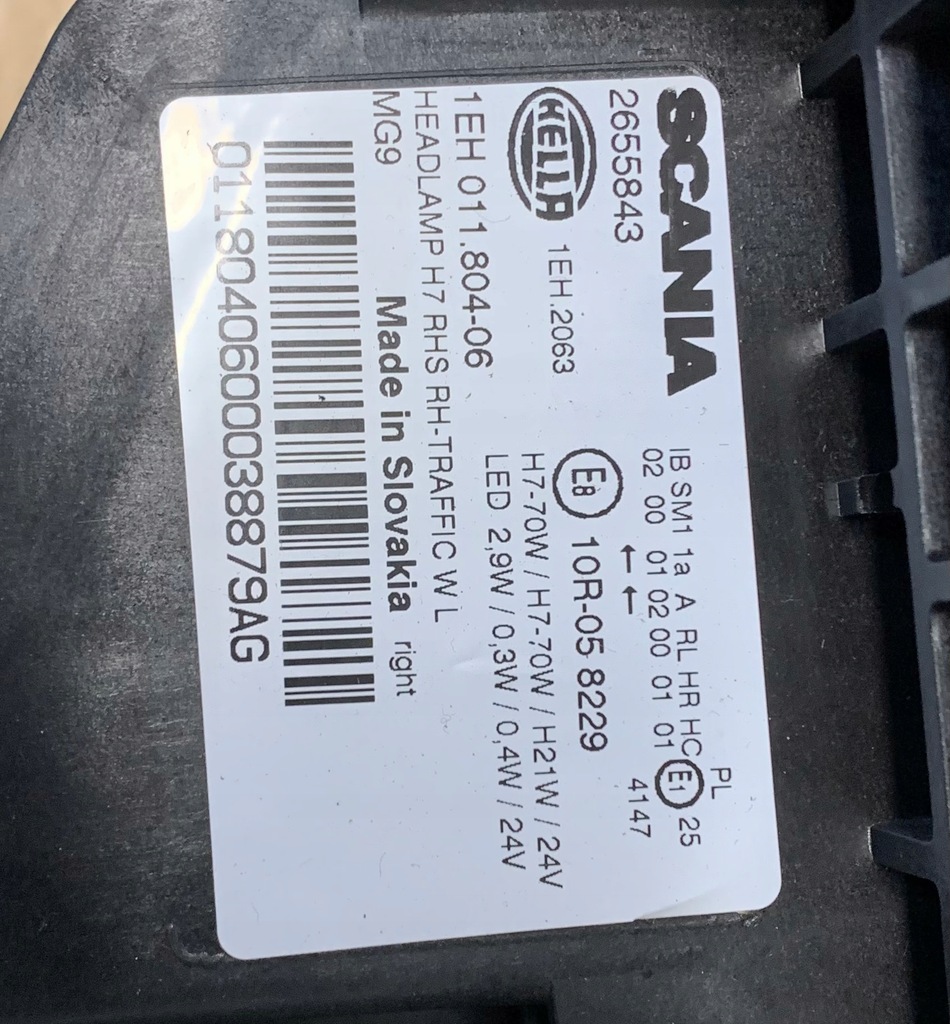 SCANIA
2655843
HELLA
1EH.2063
1EH 011.804-06
HEADLAMP H7 RHS RH-TRAFFIC W L
MG9
Made in Slovakia right
01180406000038879AG
PL
IB SM1 1a A RL HR HC E1 25
02 00 01 02 00 01 01 4147
← ←
E8 10R-05 8229
H7-70W / H7-70W / H21W / 24V
LED 2,9W / 0,3W / 0,4W / 24V